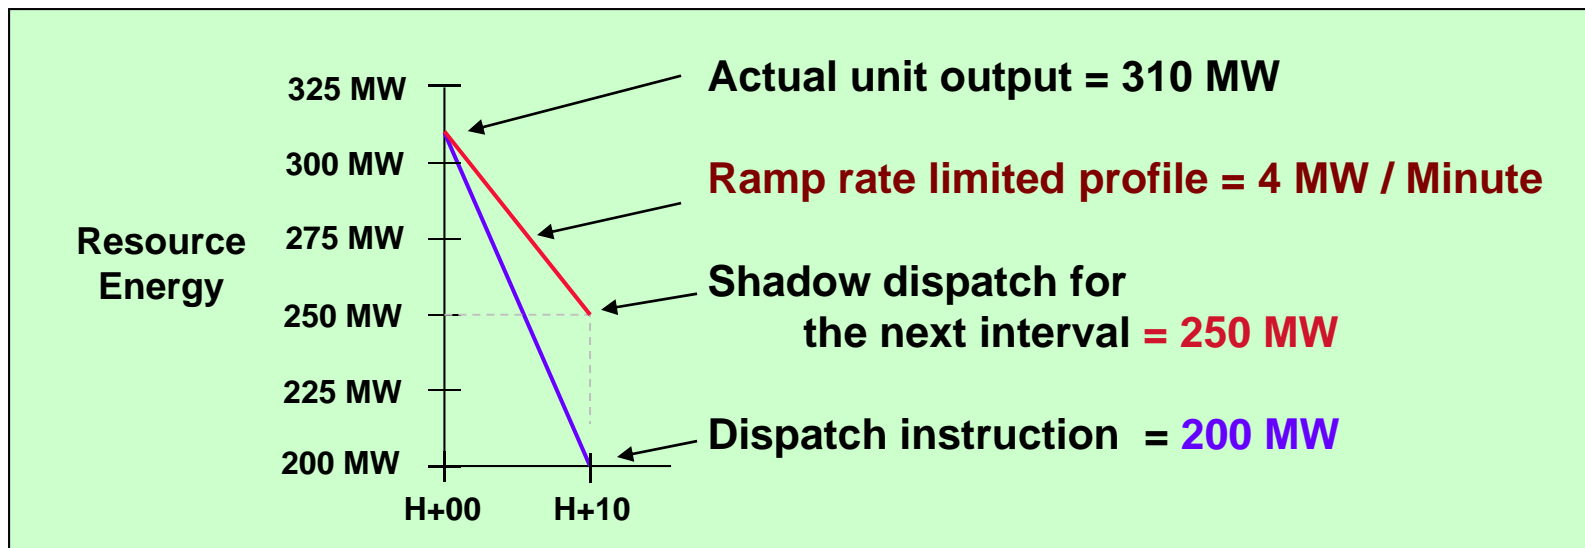 325 MW
300 MW
275 MW
250 MW
225 MW
200 MW
Resource
Energy
H+00
H+10
Actual unit output = 310 MW
Ramp rate limited profile = 4 MW / Minute
Shadow dispatch for
the next interval = 250 MW
Dispatch instruction = 200 MW